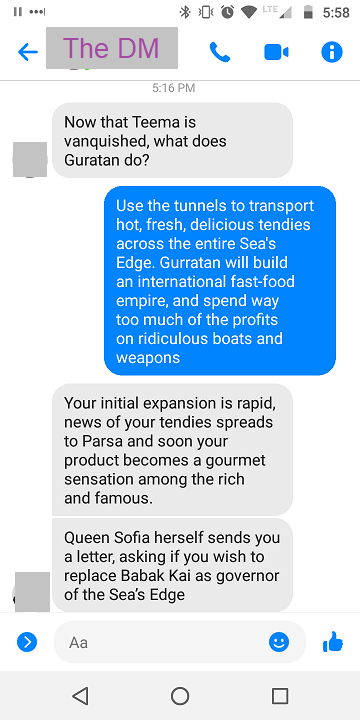 LTE 5:58
The DM
5:16 PM
Now that Teema is
vanquished, what does
Guratan do?
Use the tunnels to transport
hot, fresh, delicious tendies
across the entire Sea's
Edge. Gurratan will build
an international fast-food
empire, and spend way
too much of the profits
on ridiculous boats and
weapons
Your initial expansion is rapid,
news of your tendies spreads
to Parsa and soon your
product becomes a gourmet
sensation among the rich
and famous.
Queen Sofia herself sends you
a letter, asking if you wish to
replace Babak Kai as governor
of the Sea's Edge
Aa